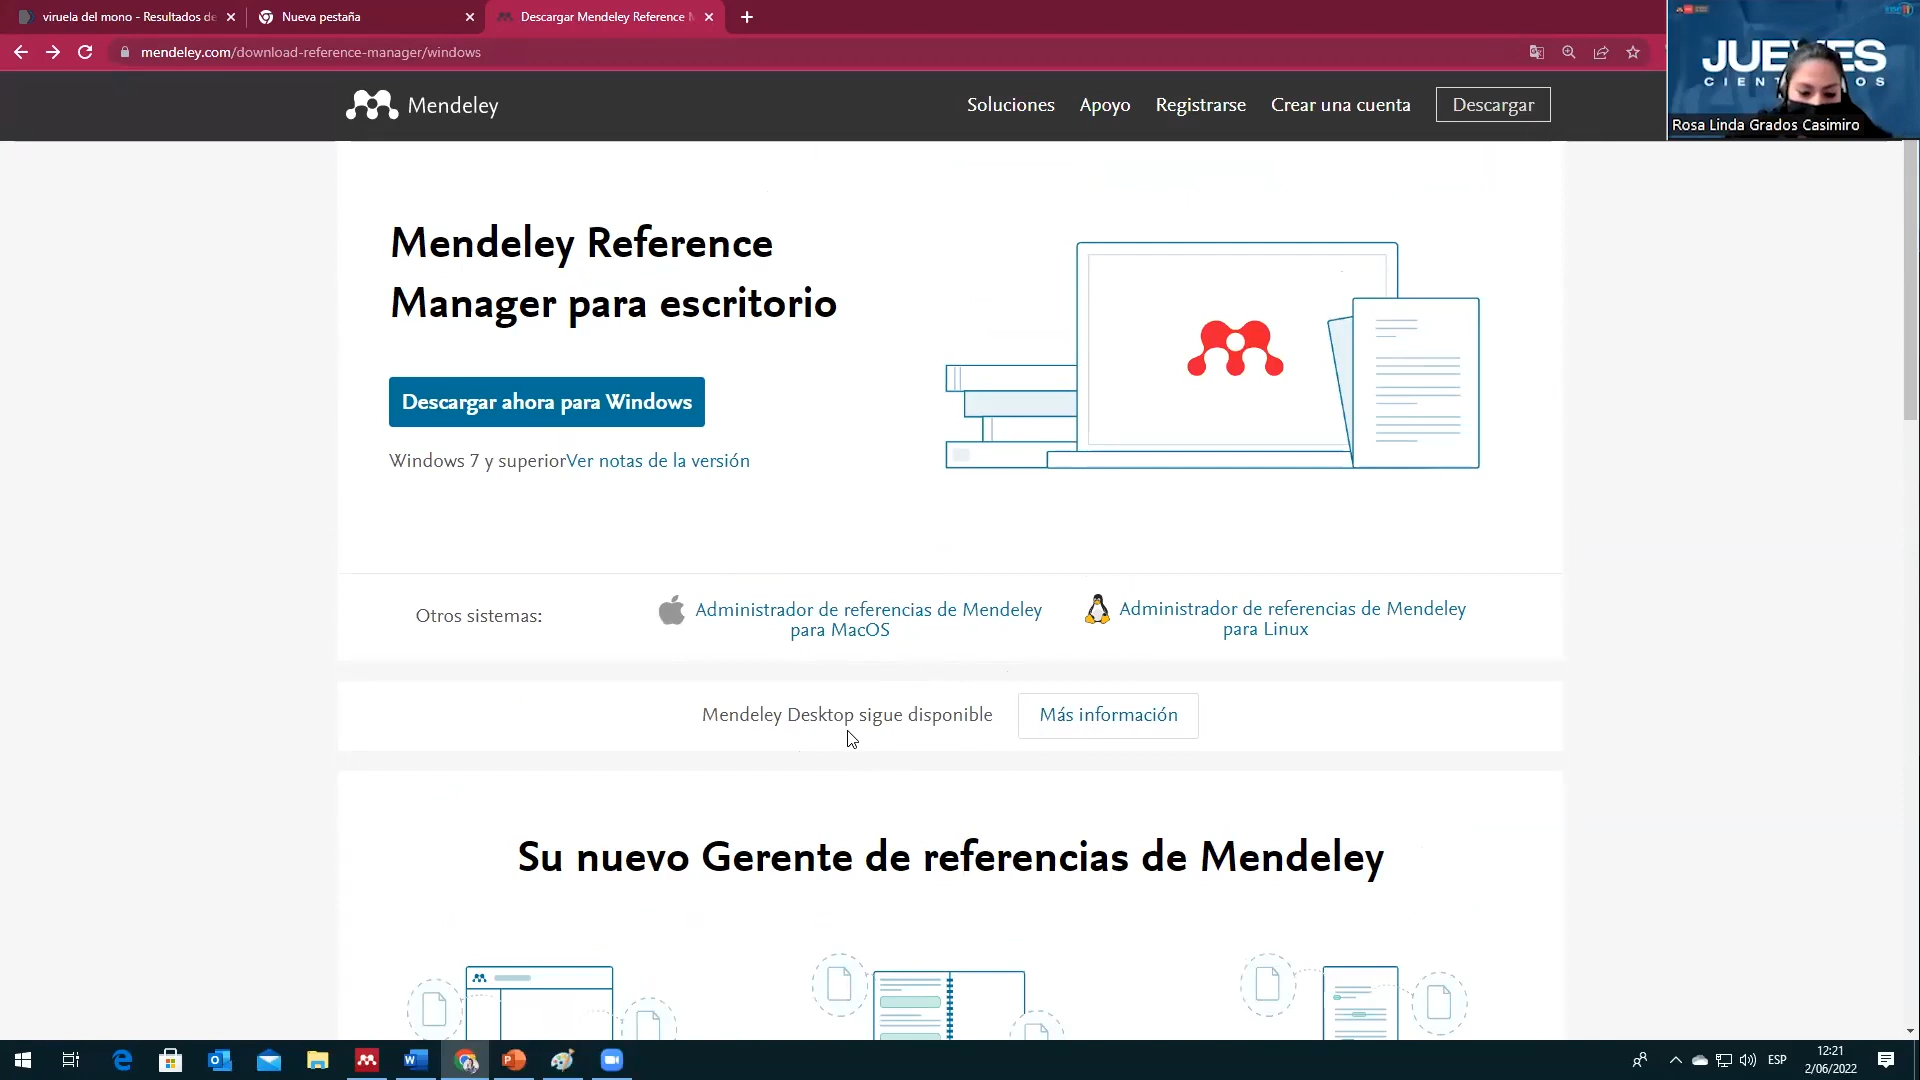 viruela del mono - Resultados de
Nueva pestaña
Descargar Mendeley Reference M
mendeley.com/download-reference-manager/windows
JUEVES
Rosa Linda Grados Casimiro
Mendeley
Soluciones
Apoyo
Registrarse
Crear una cuenta
Descargar
Mendeley Reference
Manager para escritorio
Descargar ahora para Windows
Windows 7 y superiorVer notas de la versión
Otros sistemas:
Administrador de referencias de Mendeley
para MacOS
Administrador de referencias de Mendeley
para Linux
Mendeley Desktop sigue disponible
Más información
Su nuevo Gerente de referencias de Mendeley
ESP
12:21
2/06/2022